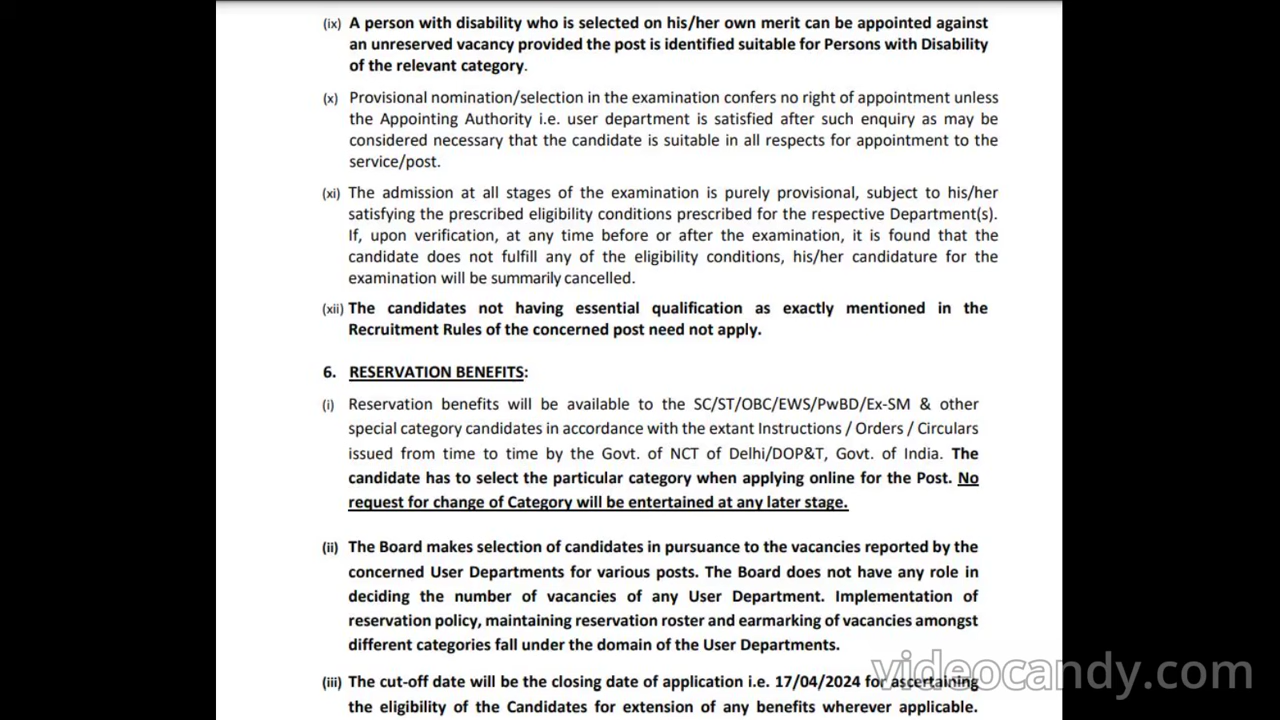 (ix) A person with disability who is selected on his/her own merit can be appointed against
an unreserved vacancy provided the post is identified suitable for Persons with Disability
of the relevant category.
(x) Provisional nomination/selection in the examination confers no right of appointment unless
the Appointing Authority i.e. user department is satisfied after such enquiry as may be
considered necessary that the candidate is suitable in all respects for appointment to the
service/post.
(xi) The admission at all stages of the examination is purely provisional, subject to his/her
satisfying the prescribed eligibility conditions prescribed for the respective Department(s).
If, upon verification, at any time before or after the examination, it is found that the
candidate does not fulfill any of the eligibility conditions, his/her candidature for the
examination will be summarily cancelled.
(xii) The candidates not having essential qualification as exactly mentioned in the
Recruitment Rules of the concerned post need not apply.
6. RESERVATION BENEFITS:
(i) Reservation benefits will be available to the SC/ST/OBC/EWS/PwBD/Ex-SM & other
special category candidates in accordance with the extant Instructions / Orders / Circulars
issued from time to time by the Govt. of NCT of Delhi/DOP&T, Govt. of India. The
candidate has to select the particular category when applying online for the Post. No
request for change of Category will be entertained at any later stage.
(ii) The Board makes selection of candidates in pursuance to the vacancies reported by the
concerned User Departments for various posts. The Board does not have any role in
deciding the number of vacancies of any User Department. Implementation of
reservation policy, maintaining reservation roster and earmarking of vacancies amongst
different categories fall under the domain of the User Departments.
(iii) The cut-off date will be the closing date of application i.e. 17/04/2024 for ascertaining
the eligibility of the Candidates for extension of any benefits wherever applicable.
videocandy.com